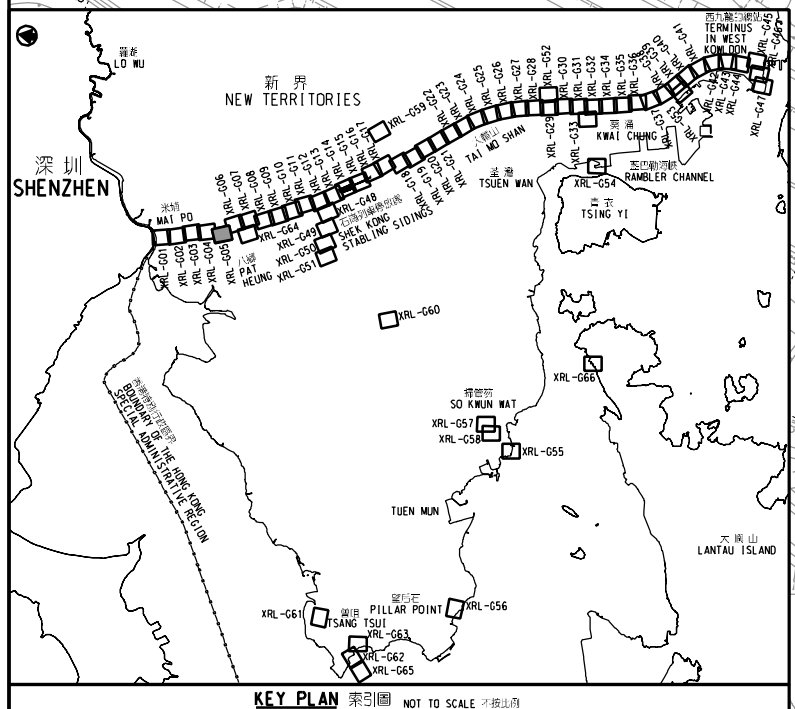 羅湖
LO WU
新界
NEW TERRITORIES
深圳
SHENZHEN
米埔
MAI PO
XRL-G01
XRL-G02
XRL-G03
XRL-G04
XRL-G05
XRL-G06
XRL-G07
XRL-G08
XRL-G09
XRL-G10
XRL-G11
XRL-G12
XRL-G13
XRL-G14
XRL-G15
XRL-G16
XRL-G17
XRL-G59
XRL-G18
XRL-G19
XRL-G20
XRL-G21
XRL-G22
XRL-G23
XRL-G24
XRL-G25
XRL-G26
XRL-G27
XRL-G28
XRL-G52
XRL-G29
XRL-G30
XRL-G31
XRL-G32
XRL-G33
XRL-G34
XRL-G35
XRL-G36
XRL-G40
XRL-G41
XRL-G42
XRL-G43
XRL-G44
XRL-G45
XRL-G47
西九龍的總站
TERMINUS
IN WEST
KOWLOON
TAI MO SHAN
葵涌
KWAI CHUNG
荃灣
TSUEN WAN
藍巴勒海峽
RAMBLER CHANNEL
XRL-G54
青衣
TSING YI
XRL-G64
八鄉
PAT
HEUNG
XRL-G48
XRL-G49
XRL-G50
XRL-G51
石崗列車停放處
SHEK KONG
STABLING SIDINGS
XRL-G60
XRL-G66
掃管笏
SO KWUN WAT
XRL-G57
XRL-G58
XRL-G55
TUEN MUN
大嶼山
LANTAU ISLAND
香港特別行政區界
BOUNDARY OF THE HONG KONG
SPECIAL ADMINISTRATIVE REGION
望后石
PILLAR POINT
XRL-G56
XRL-G61
曾咀
TSANG TSUI
XRL-G63
XRL-G62
XRL-G65
KEY PLAN 索引圖 NOT TO SCALE 不按比例